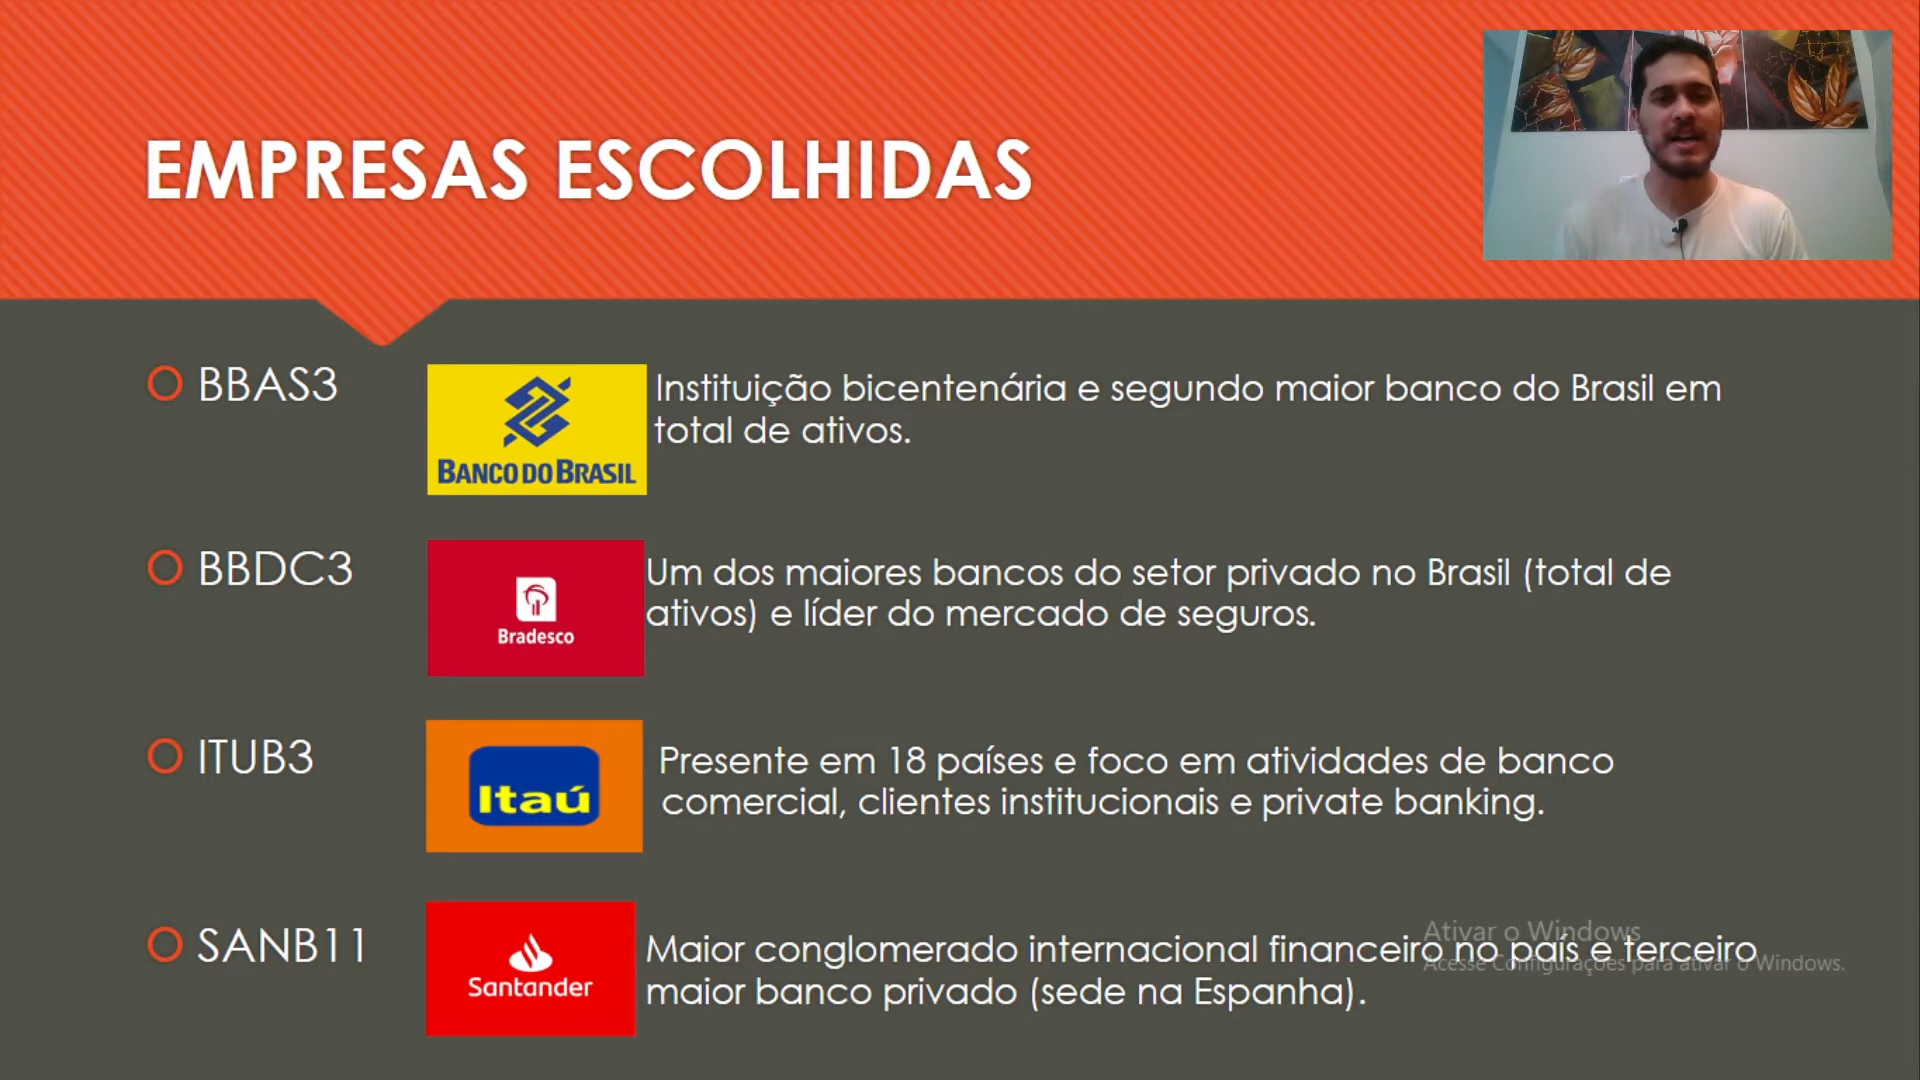 EMPRESAS ESCOLHIDAS
BBAS3
BANCO DO BRASIL
Instituição bicentenária e segundo maior banco do Brasil em
total de ativos.
BBDC3
Bradesco
Um dos maiores bancos do setor privado no Brasil (total de
ativos) e líder do mercado de seguros.
ITUB3
Itaú
Presente em 18 países e foco em atividades de banco
comercial, clientes institucionais e private banking.
SANB11
Santander
Maior conglomerado internacional financeiro no país e terceiro
maior banco privado (sede na Espanha).
Ativar o Windows
Acesse Configurações para ativar o Windows.